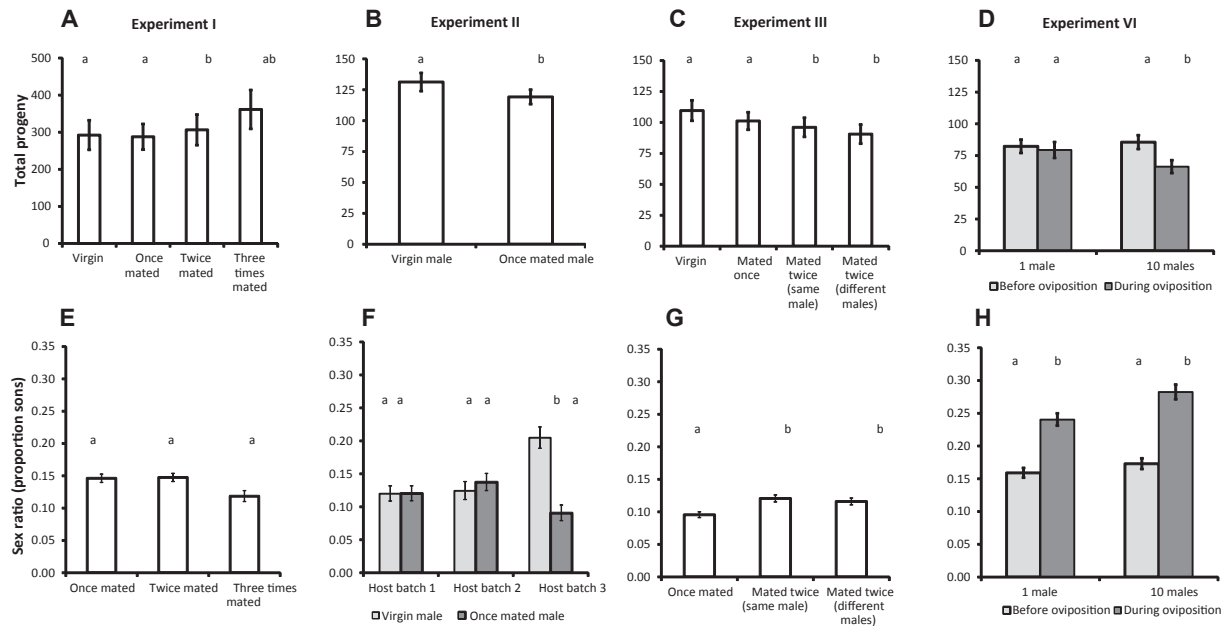 A
Experiment I
Total progeny
500
400
300
200
100
0
a
a
b
ab
Virgin
Once mated
Twice mated
Three times mated
B
Experiment II
150
125
100
75
50
25
0
a
b
Virgin male
Once mated male
C
Experiment III
150
125
100
75
50
25
0
a
a
b
b
Virgin
Mated once
Mated twice (same male)
Mated twice (different males)
D
Experiment VI
150
125
100
75
50
25
0
a
a
a
b
1 male
10 males
Before oviposition
During oviposition
E
Sex ratio (proportion sons)
0.35
0.30
0.25
0.20
0.15
0.10
0.05
0.00
a
a
a
Once mated
Twice mated
Three times mated
F
0.35
0.30
0.25
0.20
0.15
0.10
0.05
0.00
a a
a a
b a
Host batch 1
Host batch 2
Host batch 3
Virgin male
Once mated male
G
0.35
0.30
0.25
0.20
0.15
0.10
0.05
0.00
a
b
b
Once mated
Mated twice (same male)
Mated twice (different males)
H
0.35
0.30
0.25
0.20
0.15
0.10
0.05
0.00
a
b
a
b
1 male
10 males
Before oviposition
During oviposition